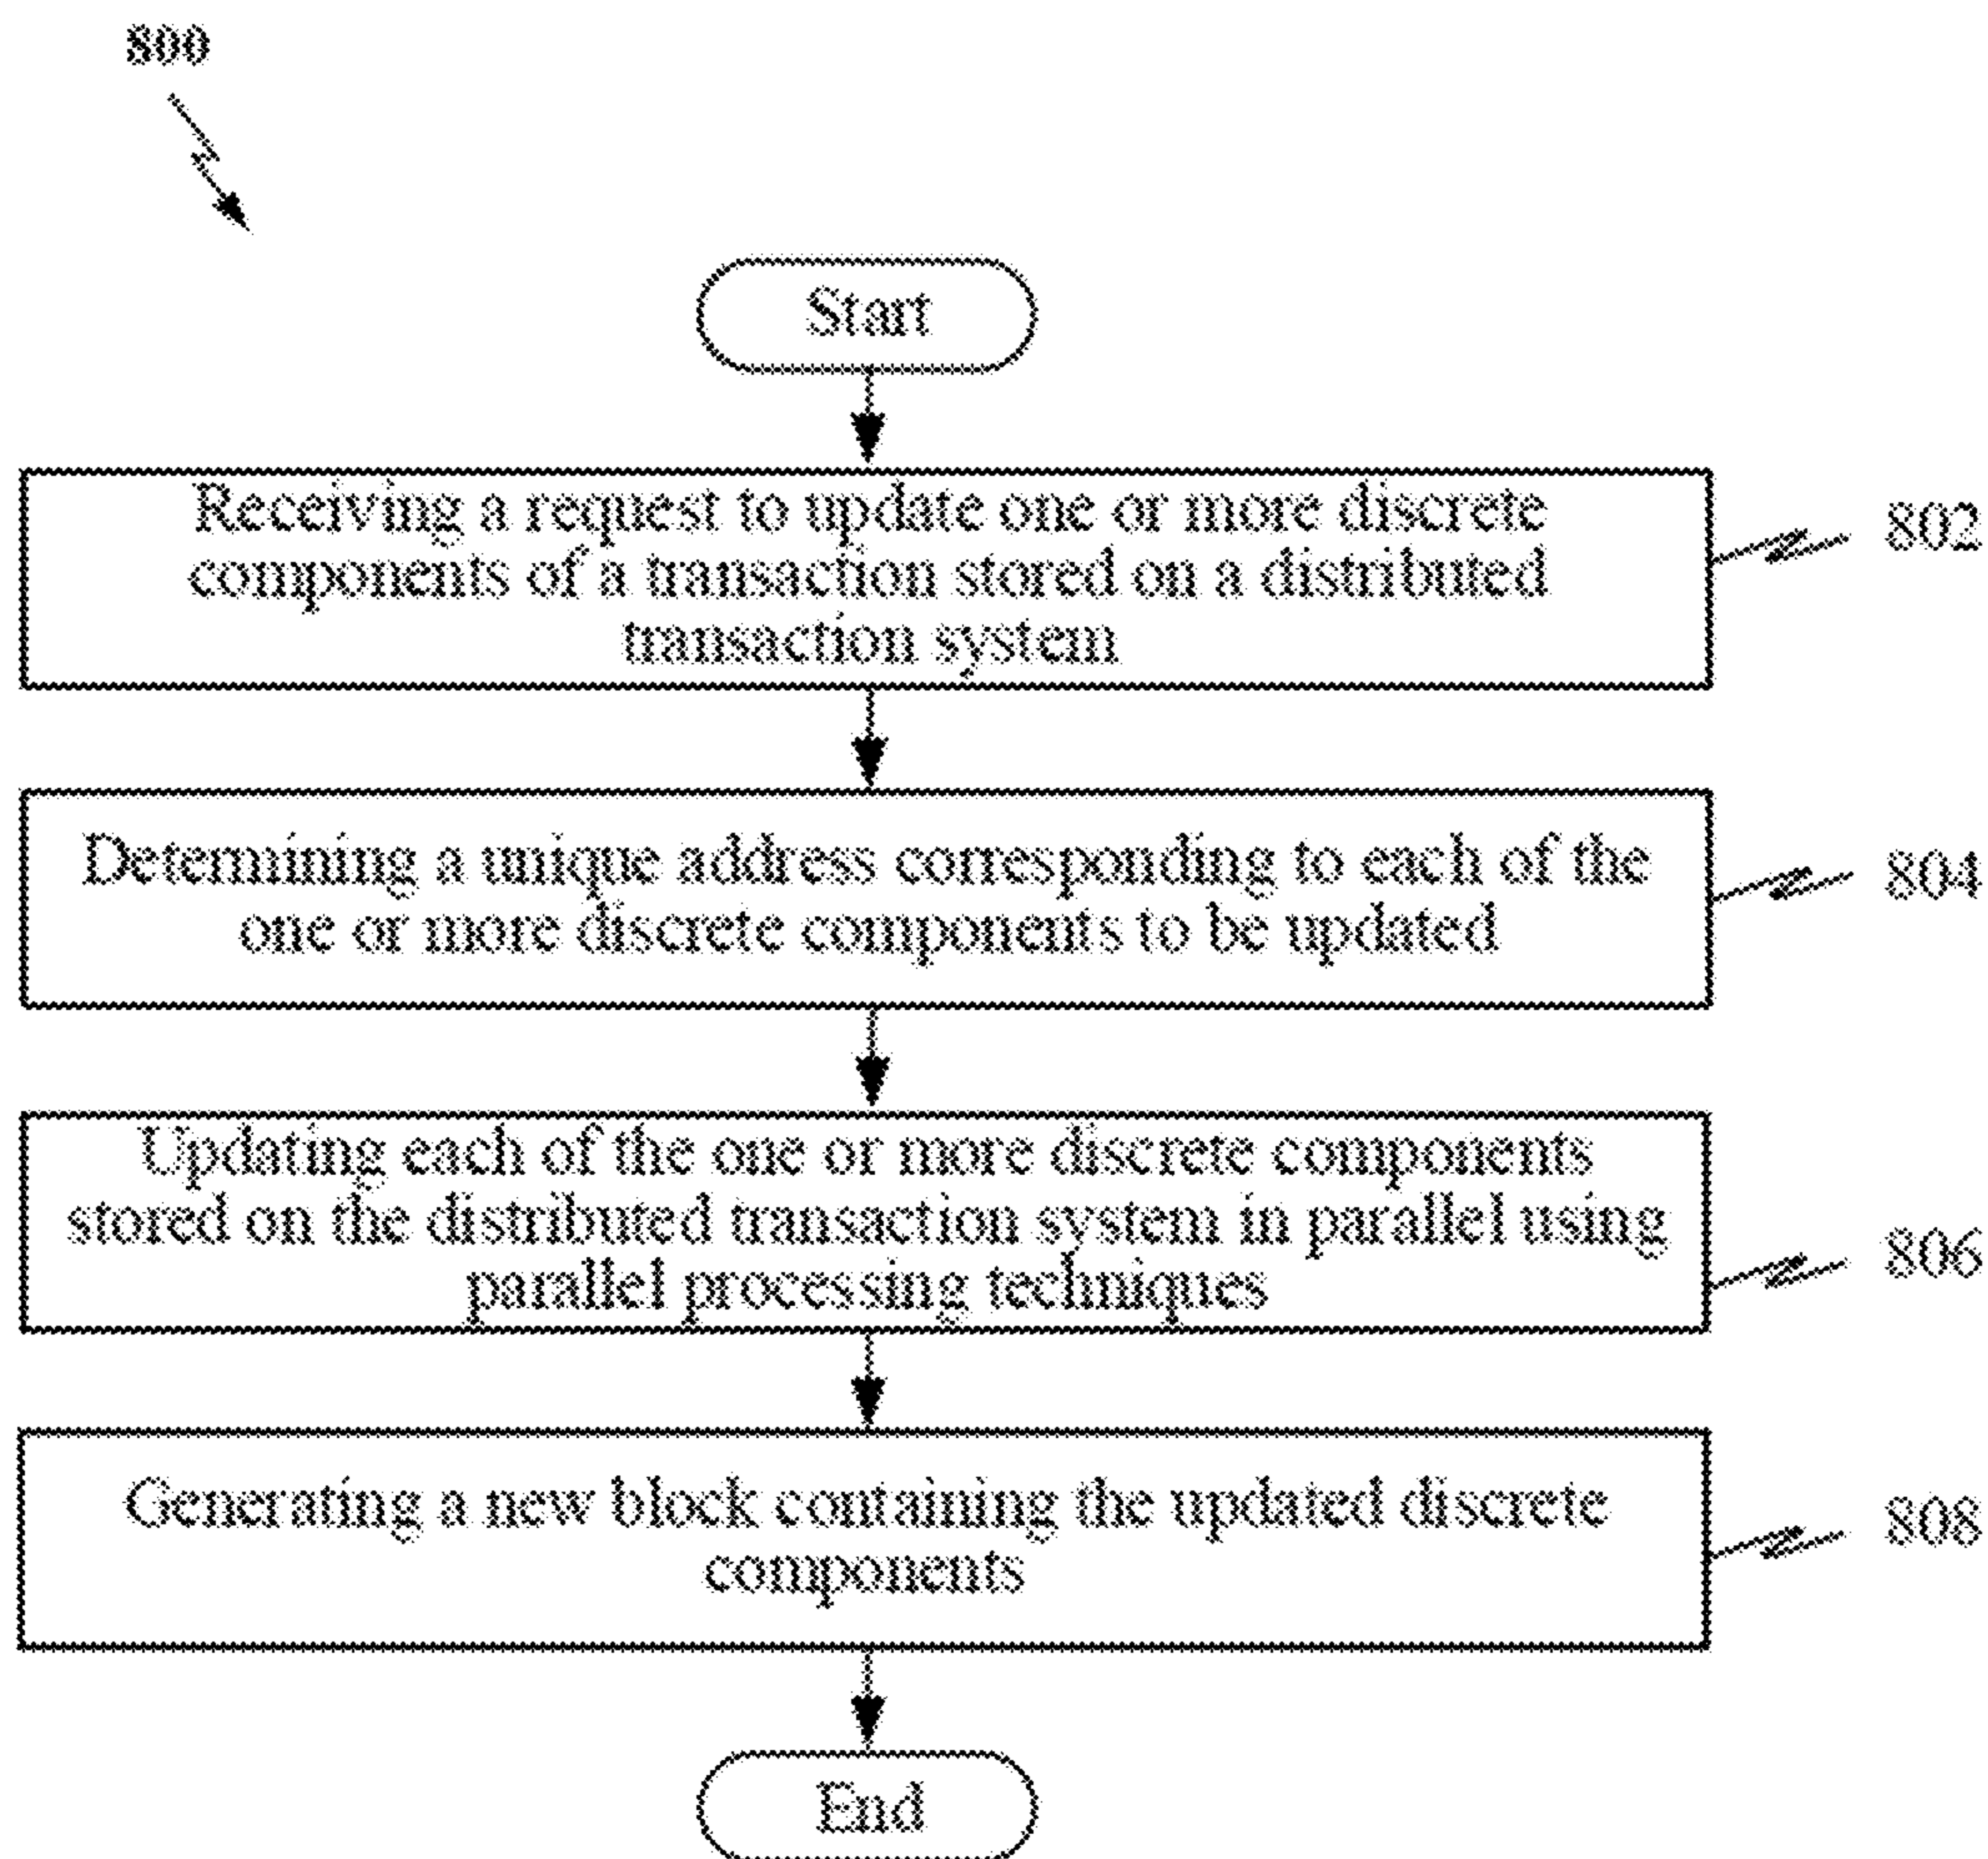 800
Start
Receiving a request to update one or more discrete
components of a transaction stored on a distributed
transaction system
802
Determining a unique address corresponding to each of the
one or more discrete components to be updated
804
Updating each of the one or more discrete components
stored on the distributed transaction system in parallel using
parallel processing techniques
806
Generating a new block containing the updated discrete
components
808
End